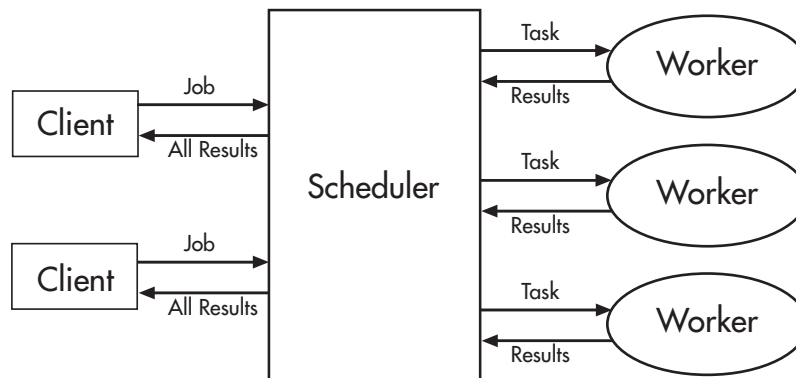 Client
Job
All Results
Client
Job
All Results
Scheduler
Task
Results
Worker
Task
Results
Worker
Task
Results
Worker